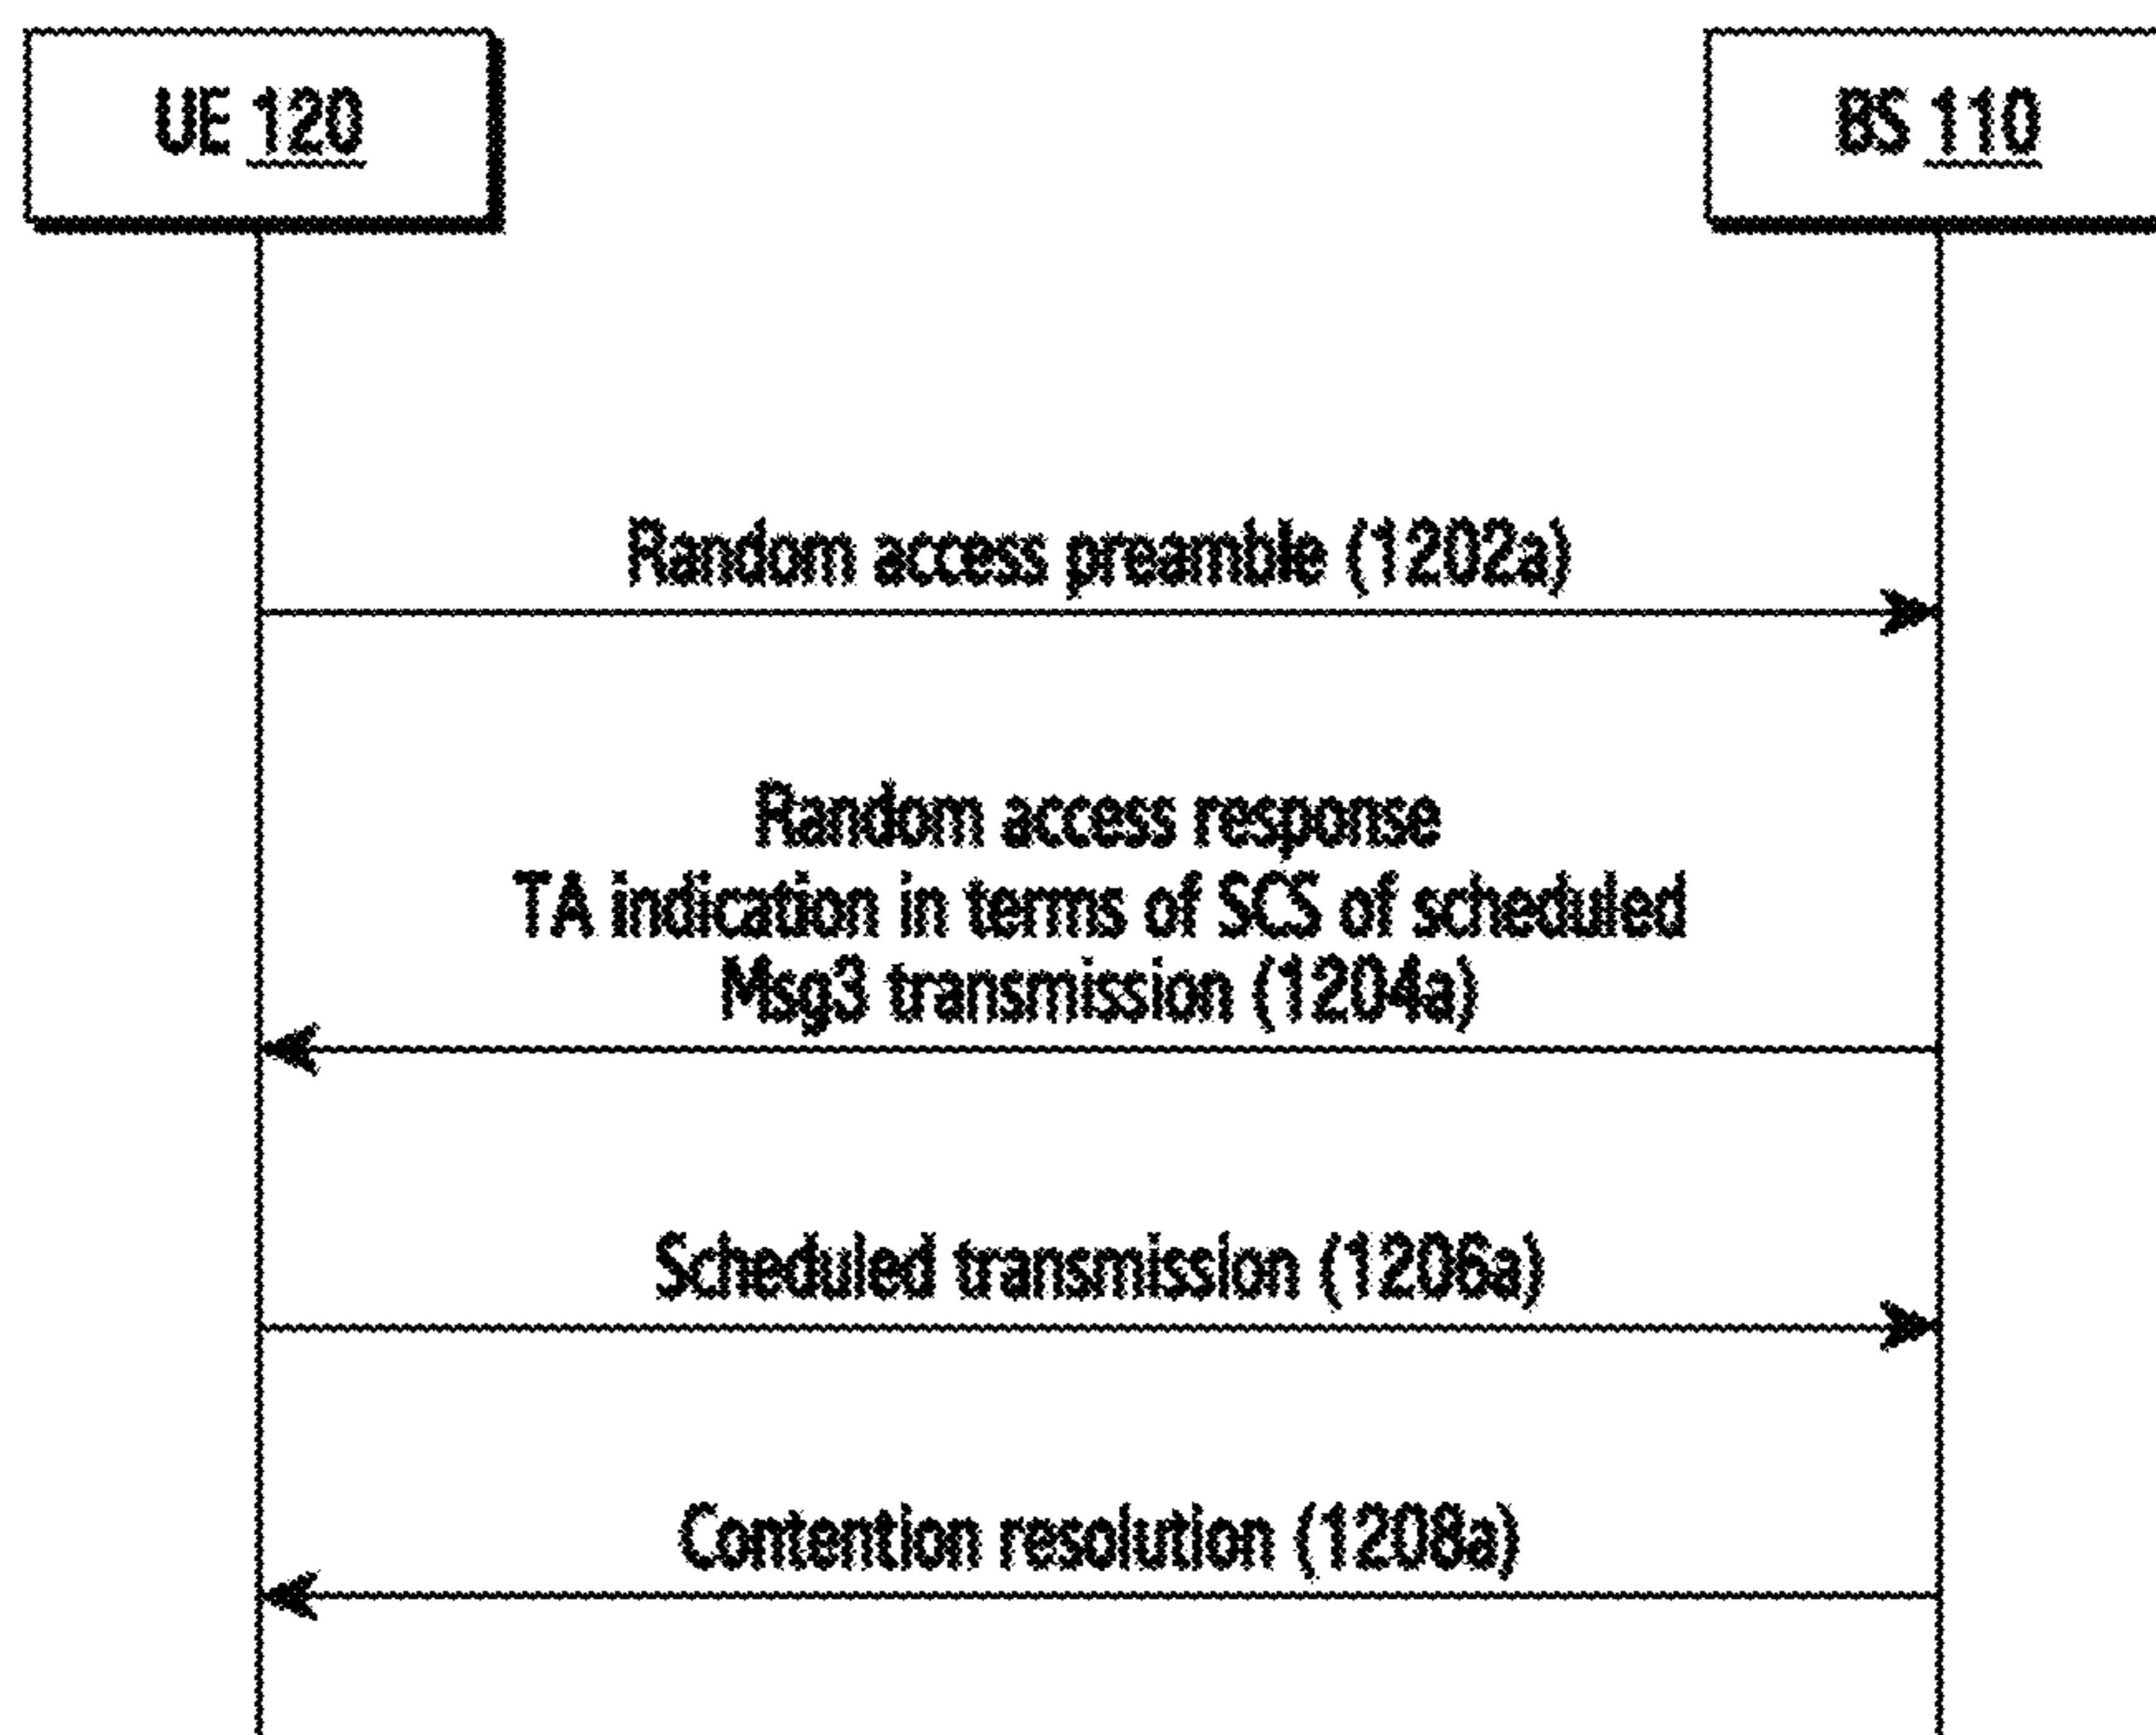 UE 120
BS 110
Random access preamble (1202a)
Random access response
TA indication in terms of SCS of scheduled
Msg3 transmission (1204a)
Scheduled transmission (1206a)
Contention resolution (1208a)